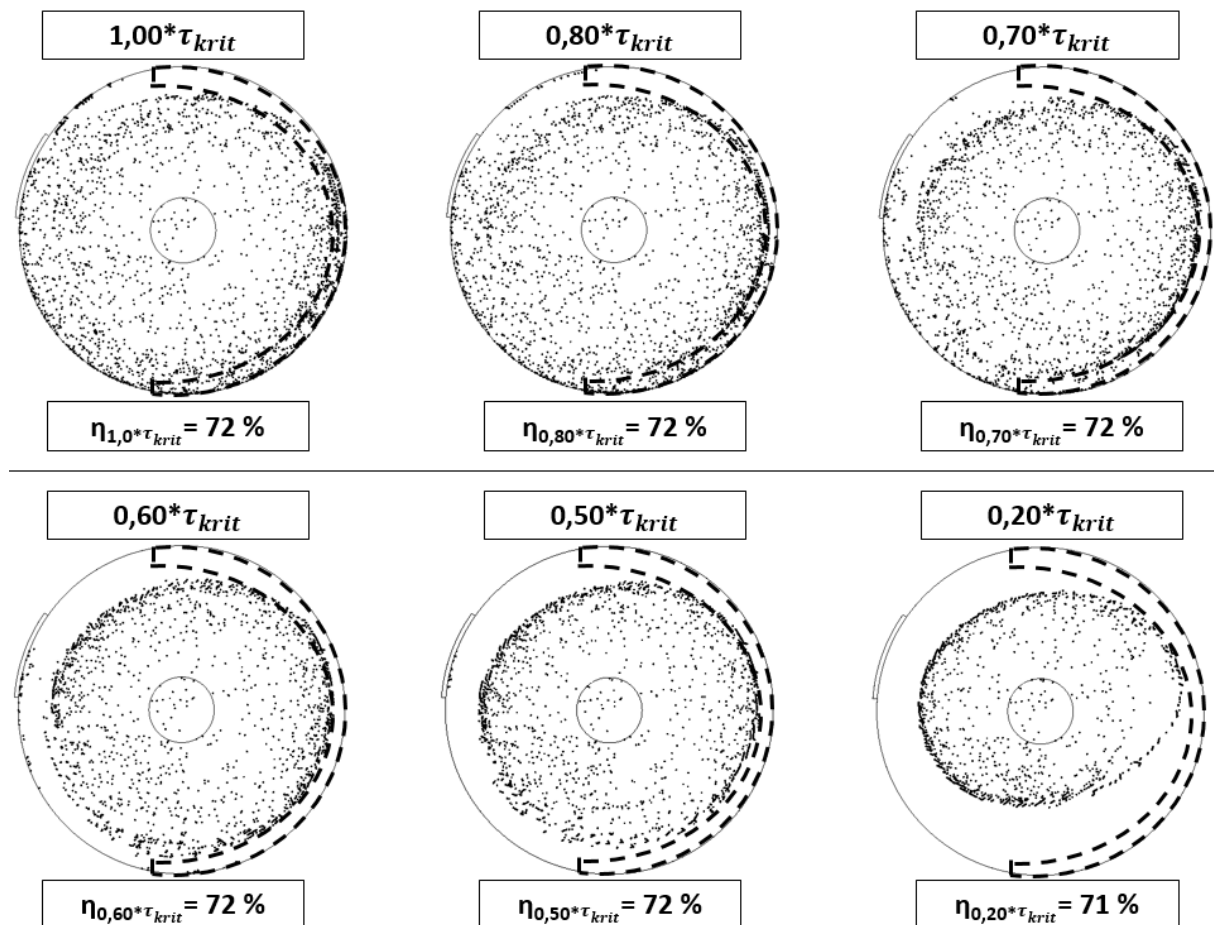 1,00*τkrit
0,80*τkrit
0,70*τkrit
η1,0*τkrit = 72 %
η0,80*τkrit = 72 %
η0,70*τkrit = 72 %
0,60*τkrit
0,50*τkrit
0,20*τkrit
η0,60*τkrit = 72 %
η0,50*τkrit = 72 %
η0,20*τkrit = 71 %